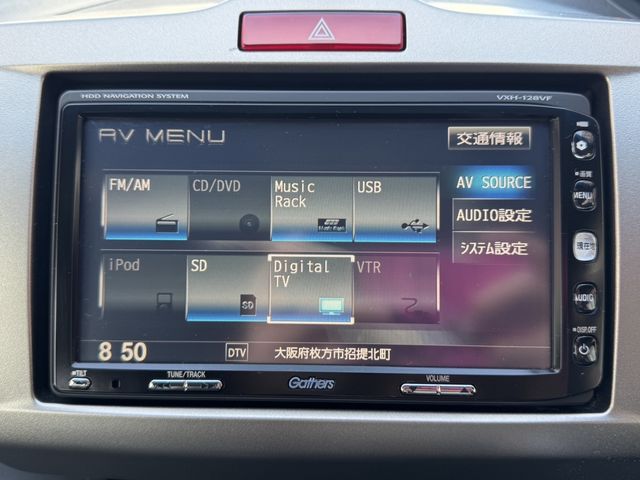 HDD NAVIGATION SYSTEM
VXH-128VF
AV MENU
交通情報
FM/AM
CD/DVD
Music Rack
USB
AV SOURCE
AUDIO設定
システム設定
iPod
SD
Digital TV
VTR
SD
8 50
DTV
大阪府枚方市招提北町
画質
MENU
現在地
AUDIO
DISP.OFF
TILT
TUNE/TRACK
Gathers
VOLUME